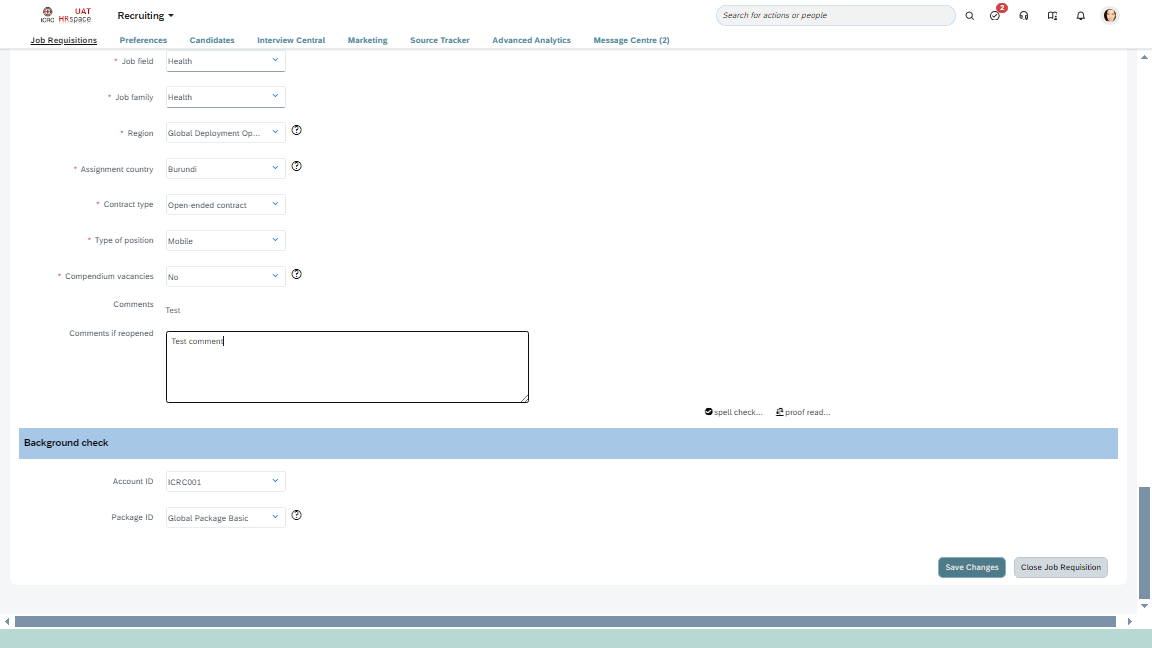 ICRC
UAT
HRspace
Recruiting
Search for actions or people
2
Job Requisitions
Preferences
Candidates
Interview Central
Marketing
Source Tracker
Advanced Analytics
Message Centre (2)
* Job field
Health
* Job family
Health
* Region
Global Deployment Op...
* Assignment country
Burundi
* Contract type
Open-ended contract
* Type of position
Mobile
* Compendium vacancies
No
Comments
Test
Comments if reopened
Test comment
spell check...
proof read...
Background check
Account ID
ICRC001
Package ID
Global Package Basic
Save Changes
Close Job Requisition